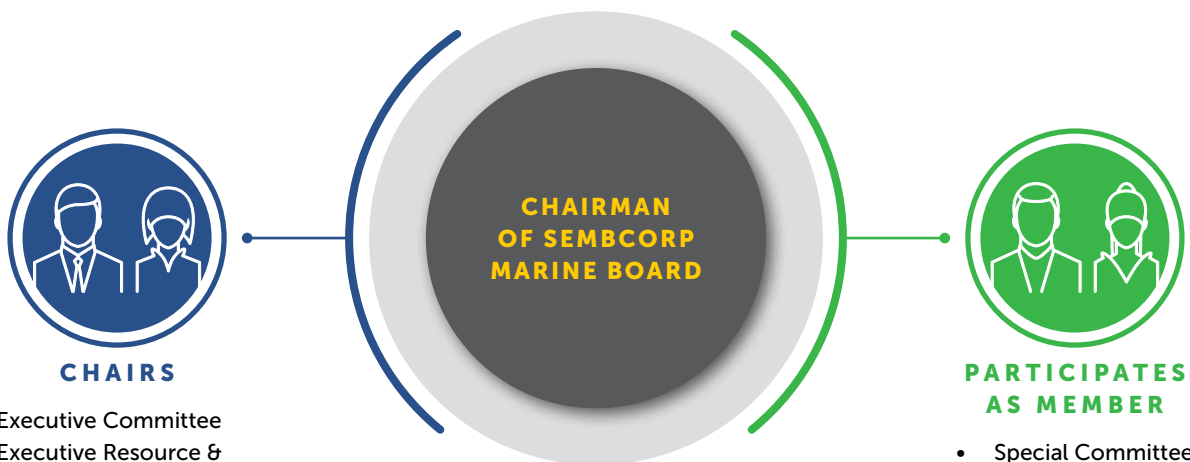 CHAIRMAN
OF SEMBCORP
MARINE BOARD
CHAIRS
Executive Committee
Executive Resource &
PARTICIPATES
AS MEMBER
• Special Committee